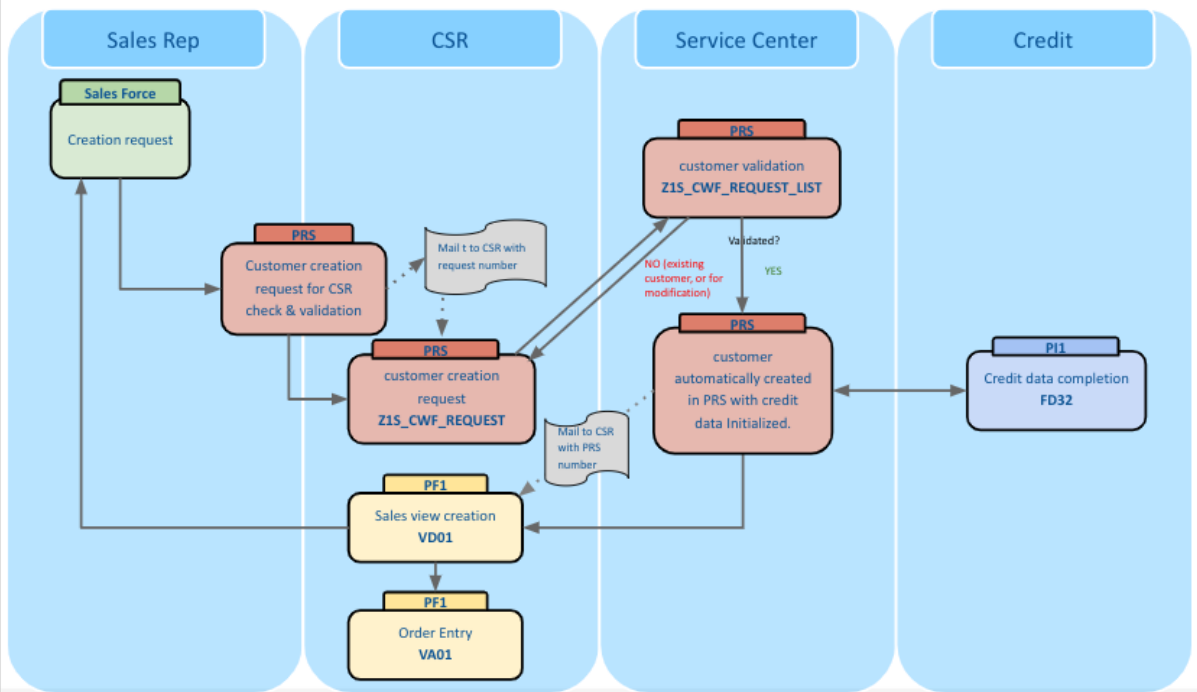 Sales Rep
CSR
Service Center
Credit
Sales Force
Creation request
PRS
customer validation
Z1S_CWF_REQUEST_LIST
PRS
Customer creation
request for CSR
check & validation
Mail t to CSR with
request number
Validated?
NO (existing
customer, or for
modification)
YES
PRS
customer creation
request
Z1S_CWF_REQUEST
PRS
customer
automatically created
in PRS with credit
data Initialized.
PI1
Credit data completion
FD32
Mail to CSR
with PRS
number
PF1
Sales view creation
VD01
PF1
Order Entry
VA01